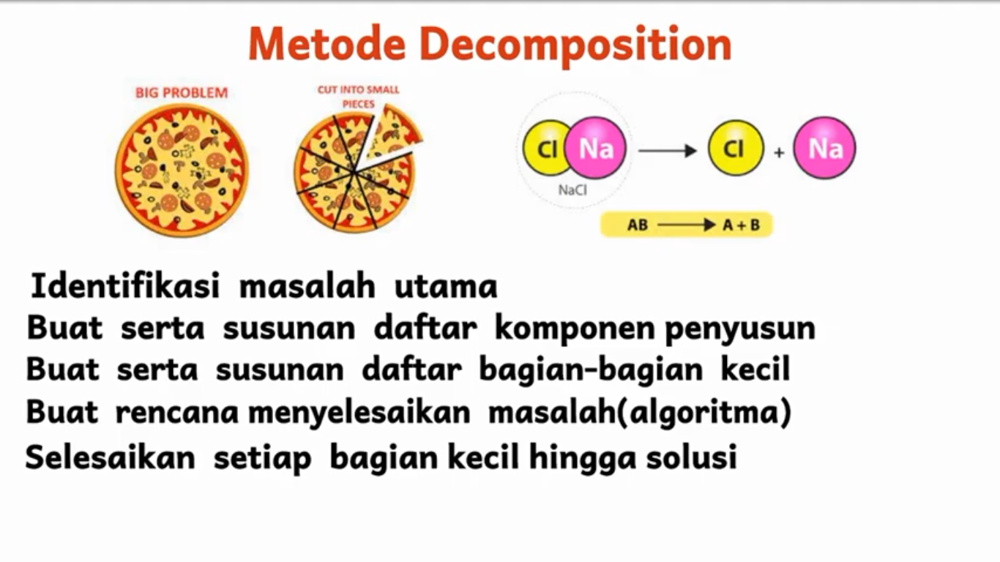 Metode Decomposition
BIG PROBLEM
CUT INTO SMALL
PIECES
Cl Na
NaCl
Cl + Na
AB A + B
Identifikasi masalah utama
Buat serta susunan daftar komponen penyusun
Buat serta susunan daftar bagian-bagian kecil
Buat rencana menyelesaikan masalah(algoritma)
Selesaikan setiap bagian kecil hingga solusi